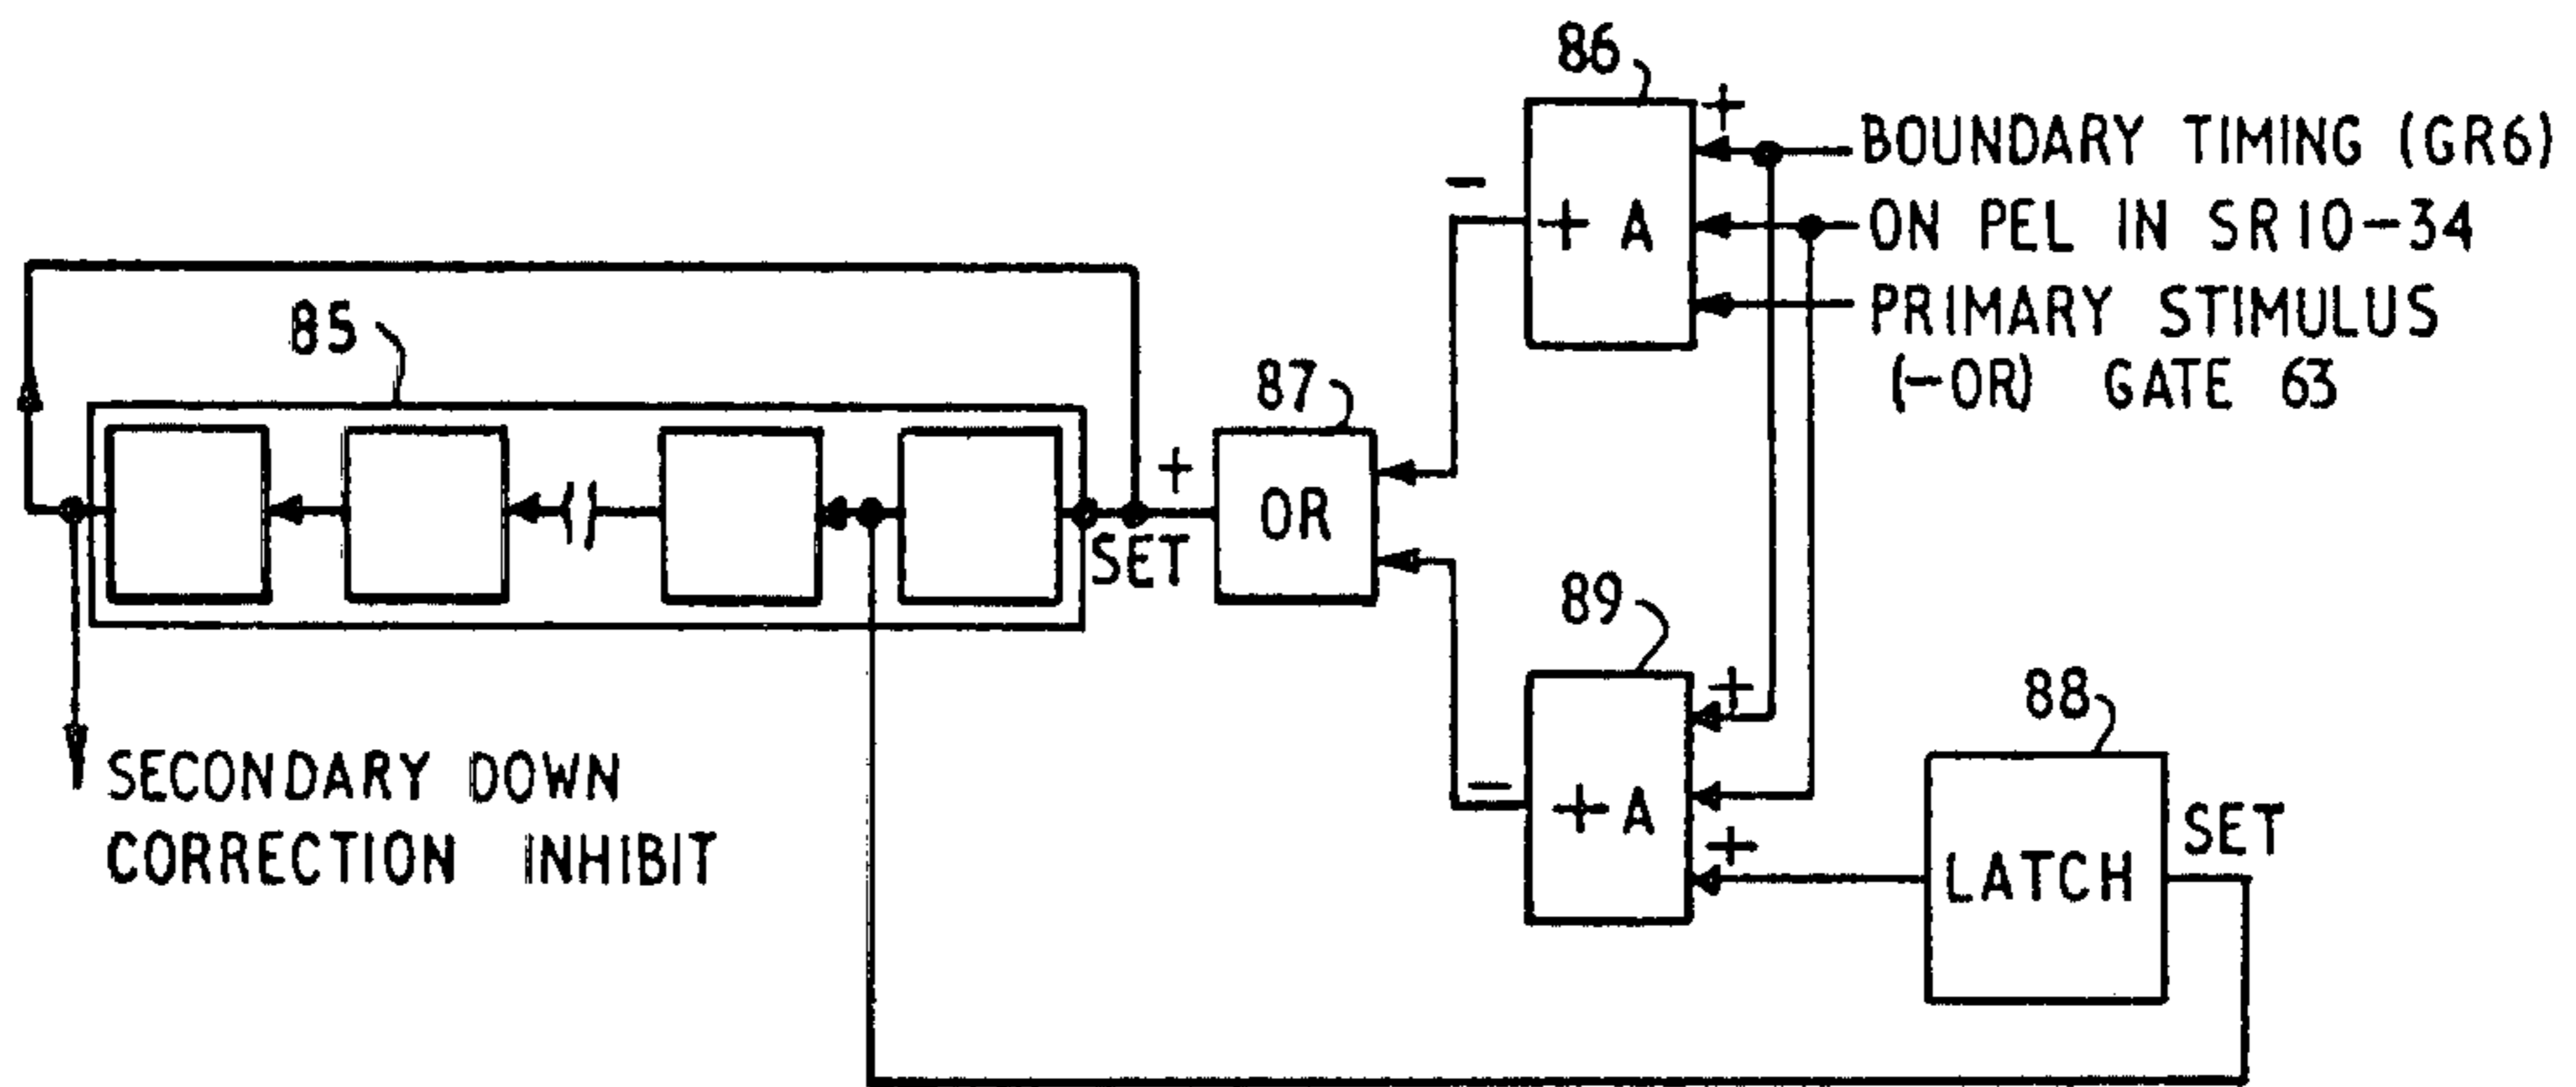 86
+
BOUNDARY TIMING (GR6)
-
+ A
ON PEL IN SR10-34
PRIMARY STIMULUS
(-OR) GATE 63
85
87
+
OR
SET
89
+
88
-
+ A
+
LATCH
SET
SECONDARY DOWN
CORRECTION INHIBIT